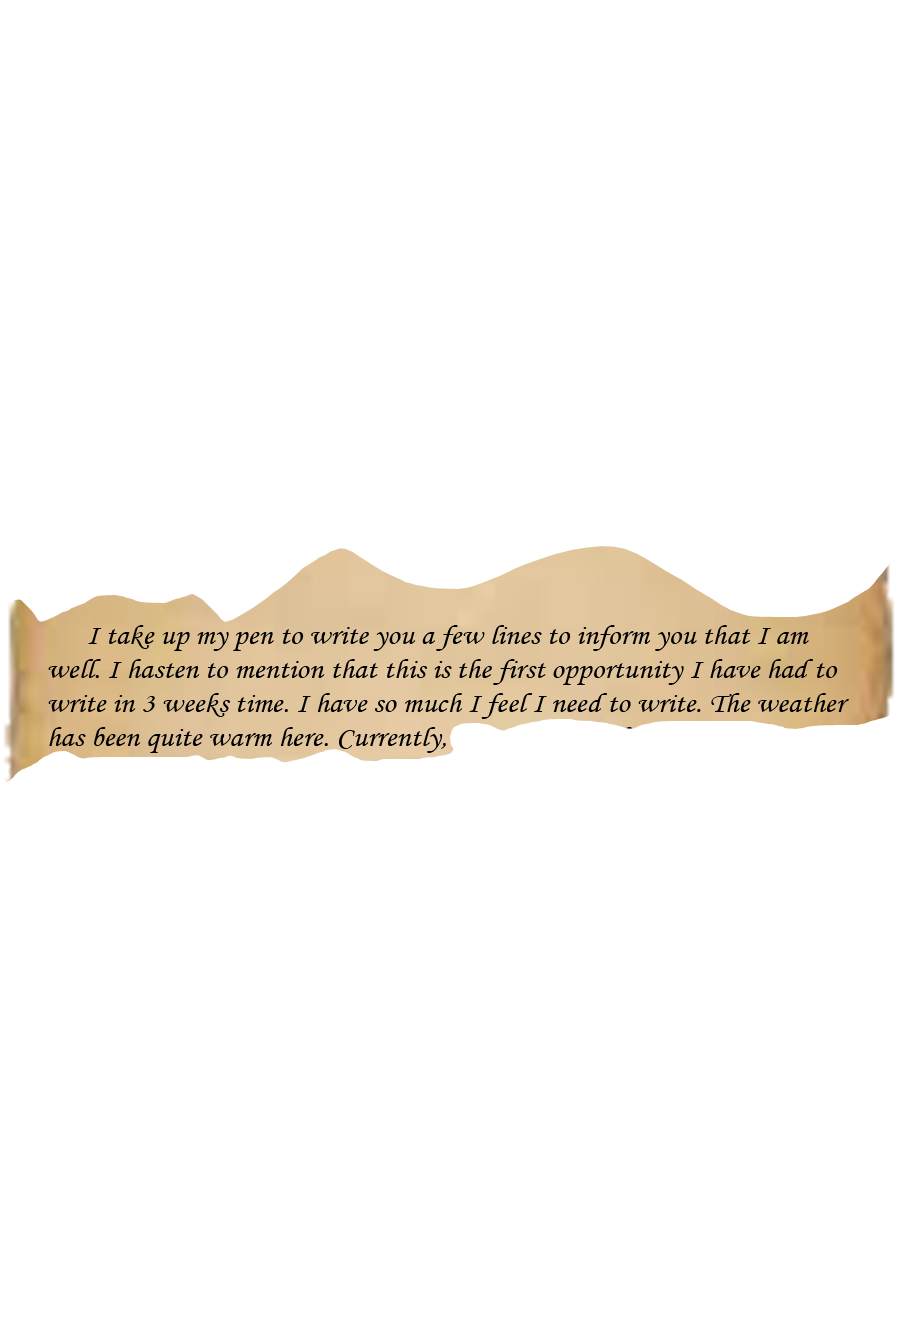 I take up my pen to write you a few lines to inform you that I am
well. I hasten to mention that this is the first opportunity I have had to
write in 3 weeks time. I have so much I feel I need to write. The weather
has been quite warm here. Currently,